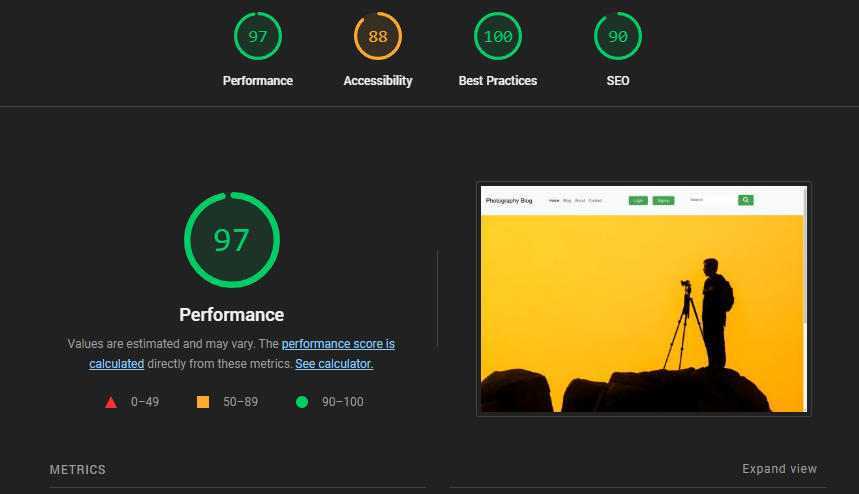 97 88 100 90
Performance Accessibility Best Practices SEO
Photography Blog Home Blog About Contact Login Signup Search
97
Performance
Values are estimated and may vary. The performance score is
calculated directly from these metrics. See calculator.
0–49 50–89 90–100
METRICS Expand view